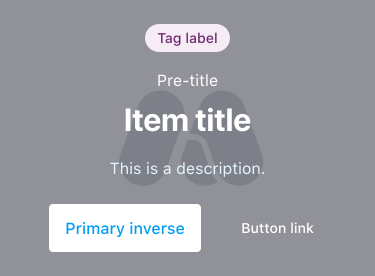 Tag label
Pre-title
Item title
This is a description.
Primary inverse
Button link